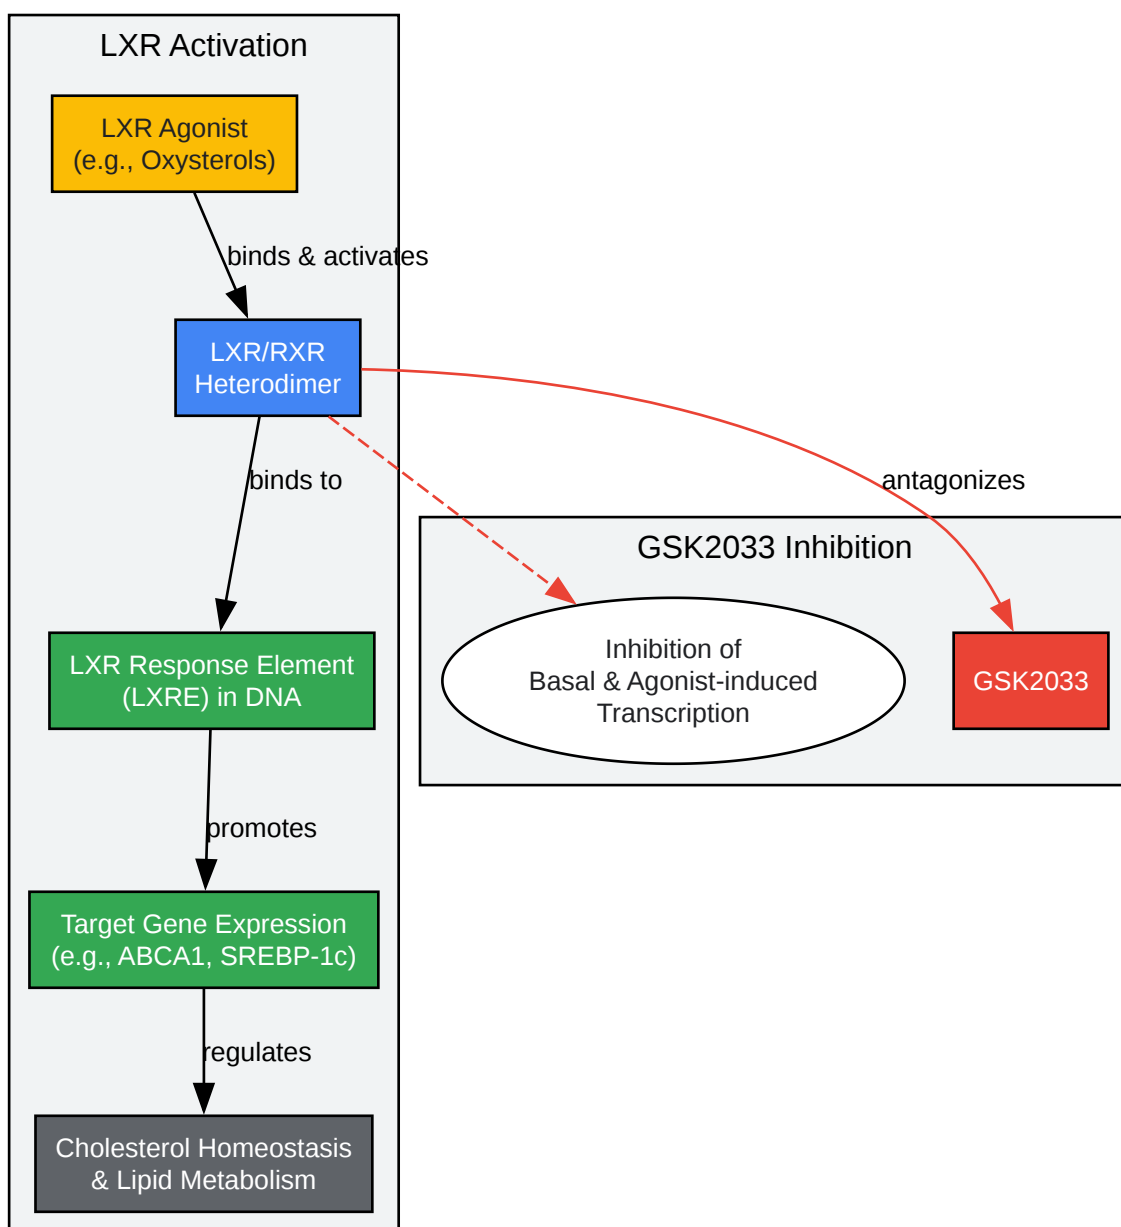 LXR Activation
LXR Agonist
(e.g., Oxysterols)
binds & activates
LXR/RXR
Heterodimer
binds to
antagonizes
GSK2033 Inhibition
Inhibition of
Basal & Agonist-induced
Transcription
GSK2033
LXR Response Element
(LXRE) in DNA
promotes
Target Gene Expression
(e.g., ABCA1, SREBP-1c)
regulates
Cholesterol Homeostasis
& Lipid Metabolism